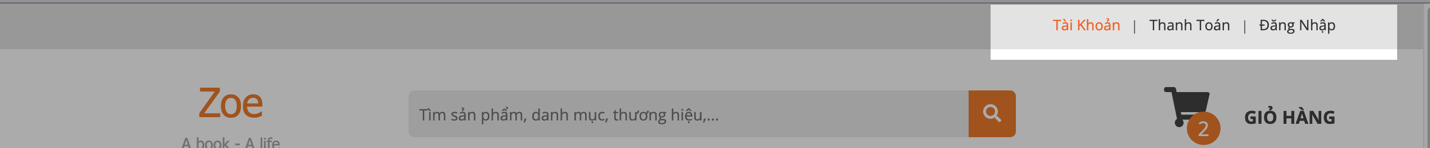 Tài Khoản | Thanh Toán | Đăng Nhập
Zoe
A book - A life
Tìm sản phẩm, danh mục, thương hiệu,...
2
GIỎ HÀNG